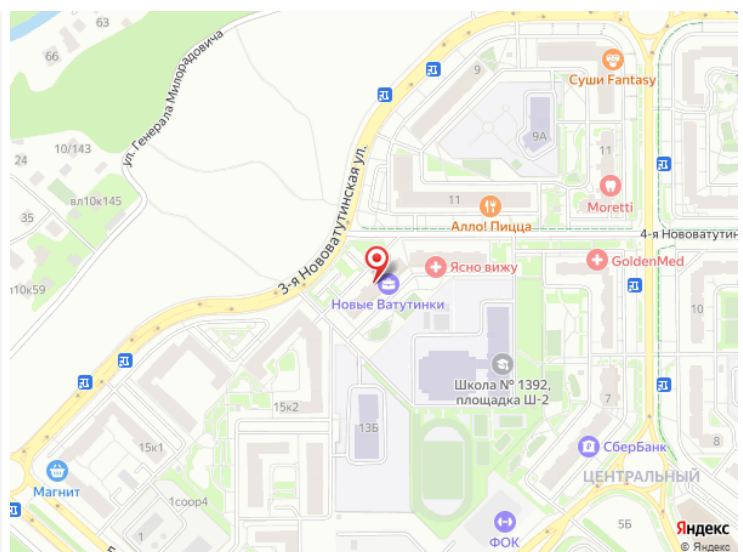 63
66
ул. Генерала Милорадовича
10/143
24
вл10к145
35
10к59
9
Суши Fantasy
9А
11
11
Moretti
Алло! Пицца
3-я Нововатутинская ул.
4-я Нововатутин
Ясно вижу
GoldenMed
Новые Ватутинки
10
Школа № 1392,
площадка Ш-2
7
15к2
13Б
15к1
8
СберБанк
Магнит
1соор4
ЦЕНТРАЛЬНЫЙ
1
5Б
ФОК
Яндекс
© Яндекс